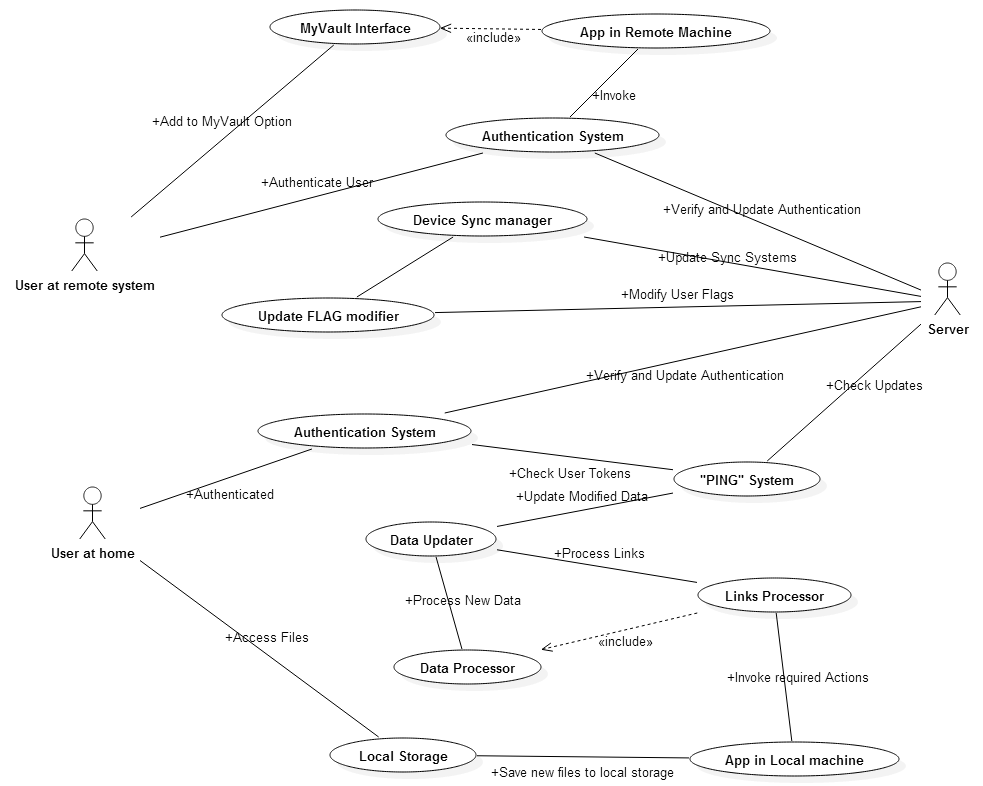 MyVault Interface
App in Remote Machine
«include»
+Invoke
+Add to MyVault Option
Authentication System
+Authenticate User
+Verify and Update Authentication
Device Sync manager
+Update Sync Systems
User at remote system
+Modify User Flags
Update FLAG modifier
Server
+Verify and Update Authentication
+Check Updates
Authentication System
+Check User Tokens
"PING" System
+Authenticated
+Update Modified Data
Data Updater
User at home
+Process Links
+Process New Data
Links Processor
+Access Files
«include»
Data Processor
+Invoke required Actions
Local Storage
App in Local machine
+Save new files to local storage